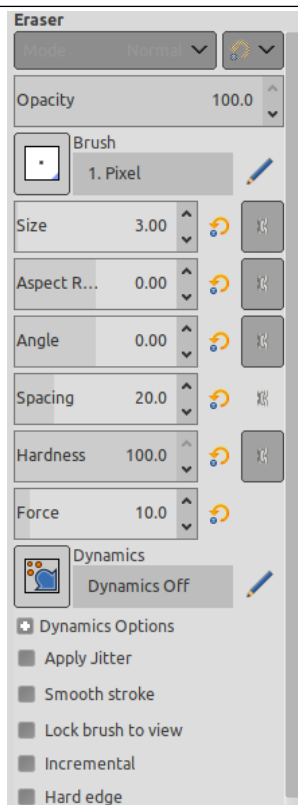 Eraser
Mode Normal
Opacity 100.0
Brush
1. Pixel
Size 3.00
Aspect R... 0.00
Angle 0.00
Spacing 20.0
Hardness 100.0
Force 10.0
Dynamics
Dynamics Off
Dynamics Options
Apply Jitter
Smooth stroke
Lock brush to view
Incremental
Hard edge